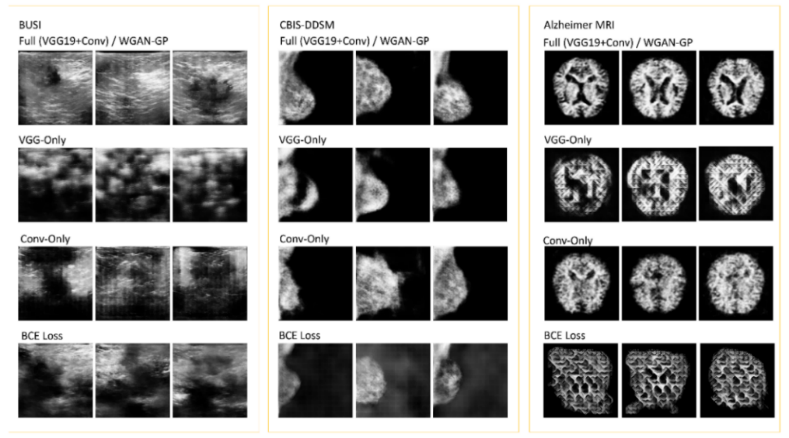 BUSI
Full (VGG19+Conv) / WGAN-GP
VGG-Only
Conv-Only
BCE Loss
CBIS-DDSM
Full (VGG19+Conv) / WGAN-GP
VGG-Only
Conv-Only
BCE Loss
Alzheimer MRI
Full (VGG19+Conv) / WGAN-GP
VGG-Only
Conv-Only
BCE Loss